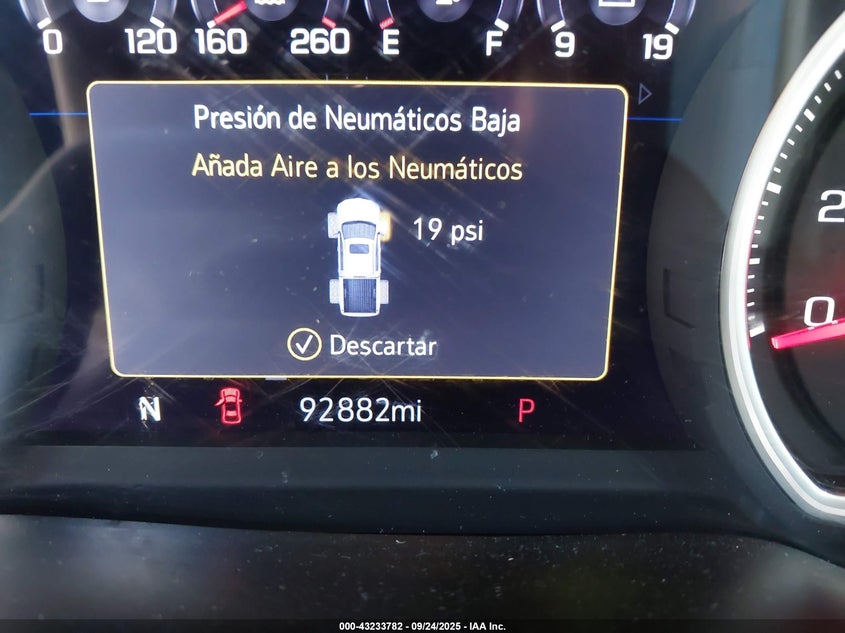 0 120 160 260 E F 9 19
Presión de Neumáticos Baja
Añada Aire a los Neumáticos
19 psi
2
0
Descartar
N 92882mi P
000-43233782 - 09/24/2025 - IAA Inc.